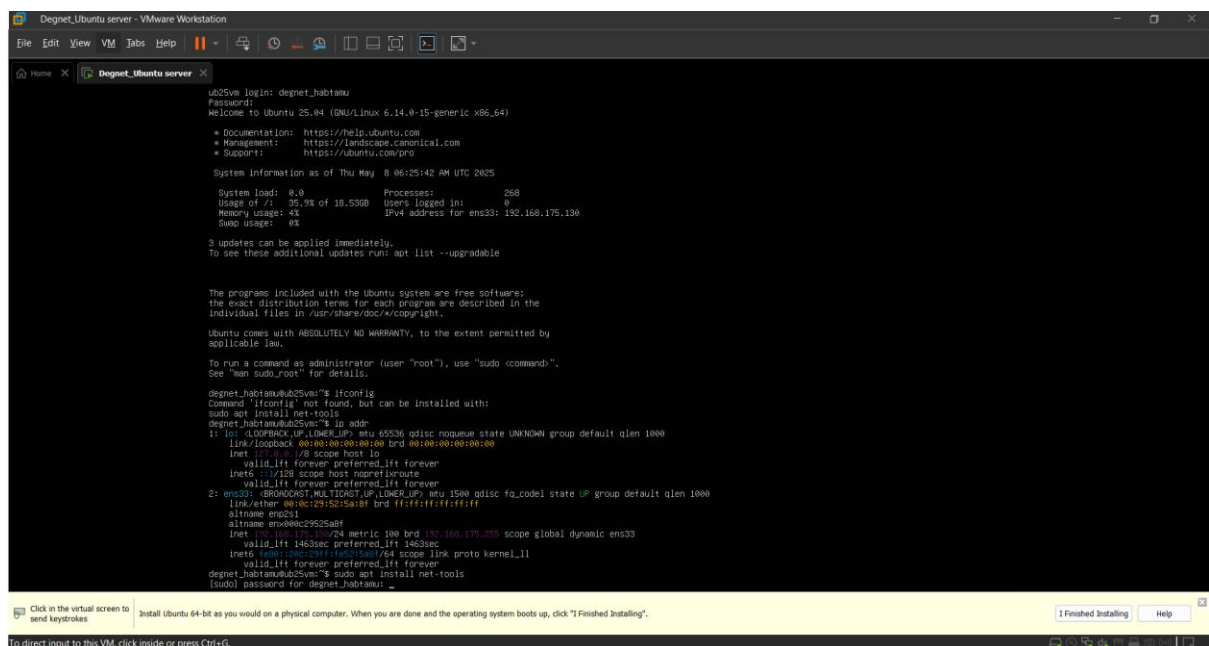 Degnet_Ubuntu server - VMware Workstation
File Edit View VM Tabs Help
Home Degnet_Ubuntu server
ub25vm login: degnet_habtamu
Password:
Welcome to Ubuntu 25.04 (GNU/Linux 6.14.0-15-generic x86_64)
* Documentation: https://help.ubuntu.com
* Management: https://landscape.canonical.com
* Support: https://ubuntu.com/pro
System information as of Thu May 8 06:25:42 AM UTC 2025
System load: 0.0 Processes: 268
Usage of /: 35.9% of 18.53GB Users logged in: 0
Memory usage: 4% IPv4 address for ens33: 192.168.175.130
Swap usage: 0%
3 updates can be applied immediately.
To see these additional updates run: apt list --upgradable
The programs included with the Ubuntu system are free software;
the exact distribution terms for each program are described in the
individual files in /usr/share/doc/*/copyright.
Ubuntu comes with ABSOLUTELY NO WARRANTY, to the extent permitted by
applicable law.
To run a command as administrator (user "root"), use "sudo <command>".
See "man sudo_root" for details.
degnet_habtamu@ub25vm:~$ ifconfig
Command 'ifconfig' not found, but can be installed with:
sudo apt install net-tools
degnet_habtamu@ub25vm:~$ ip addr
1: lo: <LOOPBACK,UP,LOWER_UP> mtu 65536 qdisc noqueue state UNKNOWN group default qlen 1000
link/loopback 00:00:00:00:00:00 brd 00:00:00:00:00:00
inet 127.0.0.1/8 scope host lo
valid_lft forever preferred_lft forever
inet6 ::1/128 scope host noprefixroute
valid_lft forever preferred_lft forever
2: ens33: <BROADCAST,MULTICAST,UP,LOWER_UP> mtu 1500 qdisc fq_codel state UP group default qlen 1000
link/ether 00:0c:29:52:5a:8f brd ff:ff:ff:ff:ff:ff
altname enp2s1
altname enx000c29525a8f
inet 192.168.175.130/24 metric 100 brd 192.168.175.255 scope global dynamic ens33
valid_lft 1463sec preferred_lft 1463sec
inet6 fe80::20c:29ff:fe52:5a8f/64 scope link proto kernel_ll
valid_lft forever preferred_lft forever
degnet_habtamu@ub25vm:~$ sudo apt install net-tools
[sudo] password for degnet_habtamu: _
Click in the virtual screen to
send keystrokes
Install Ubuntu 64-bit as you would on a physical computer. When you are done and the operating system boots up, click "I Finished Installing".
I Finished Installing Help
To direct input to this VM, click inside or press Ctrl+G.